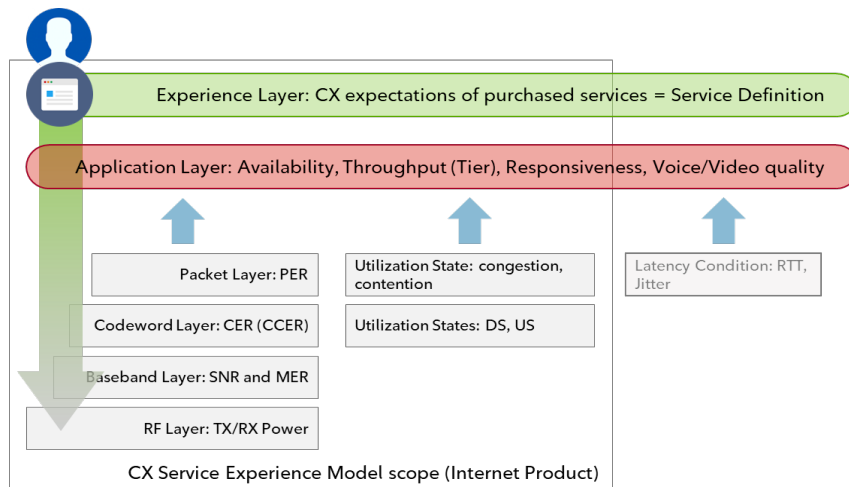 Experience Layer: CX expectations of purchased services = Service Definition
Application Layer: Availability, Throughput (Tier), Responsiveness, Voice/Video quality
Packet Layer: PER
Codeword Layer: CER (CCER)
Baseband Layer: SNR and MER
RF Layer: TX/RX Power
Utilization State: congestion,
contention
Utilization States: DS, US
Latency Condition: RTT,
Jitter
CX Service Experience Model scope (Internet Product)